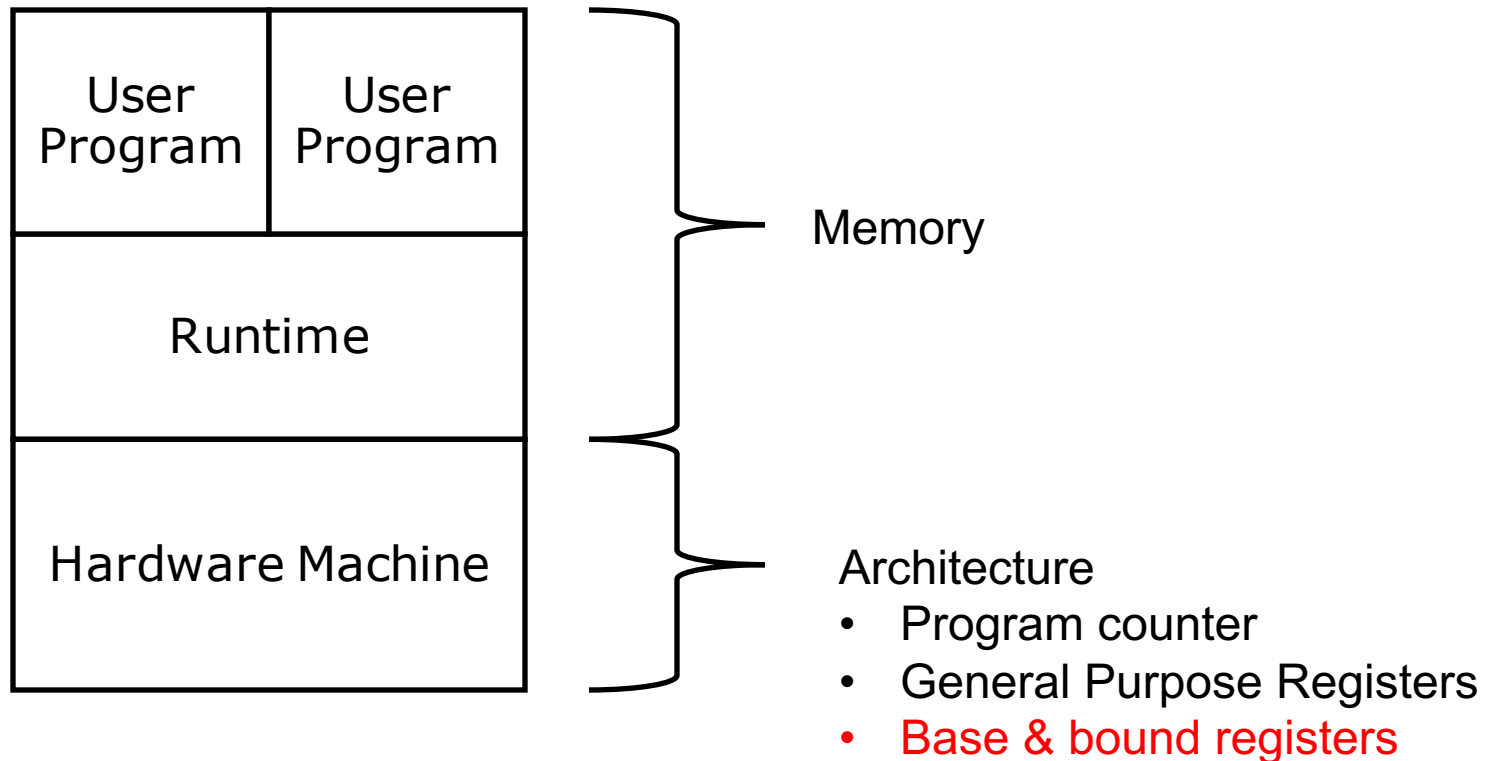 User
Program
User
Program
Runtime
Hardware Machine
Memory
Architecture
• Program counter
• General Purpose Registers
• Base & bound registers